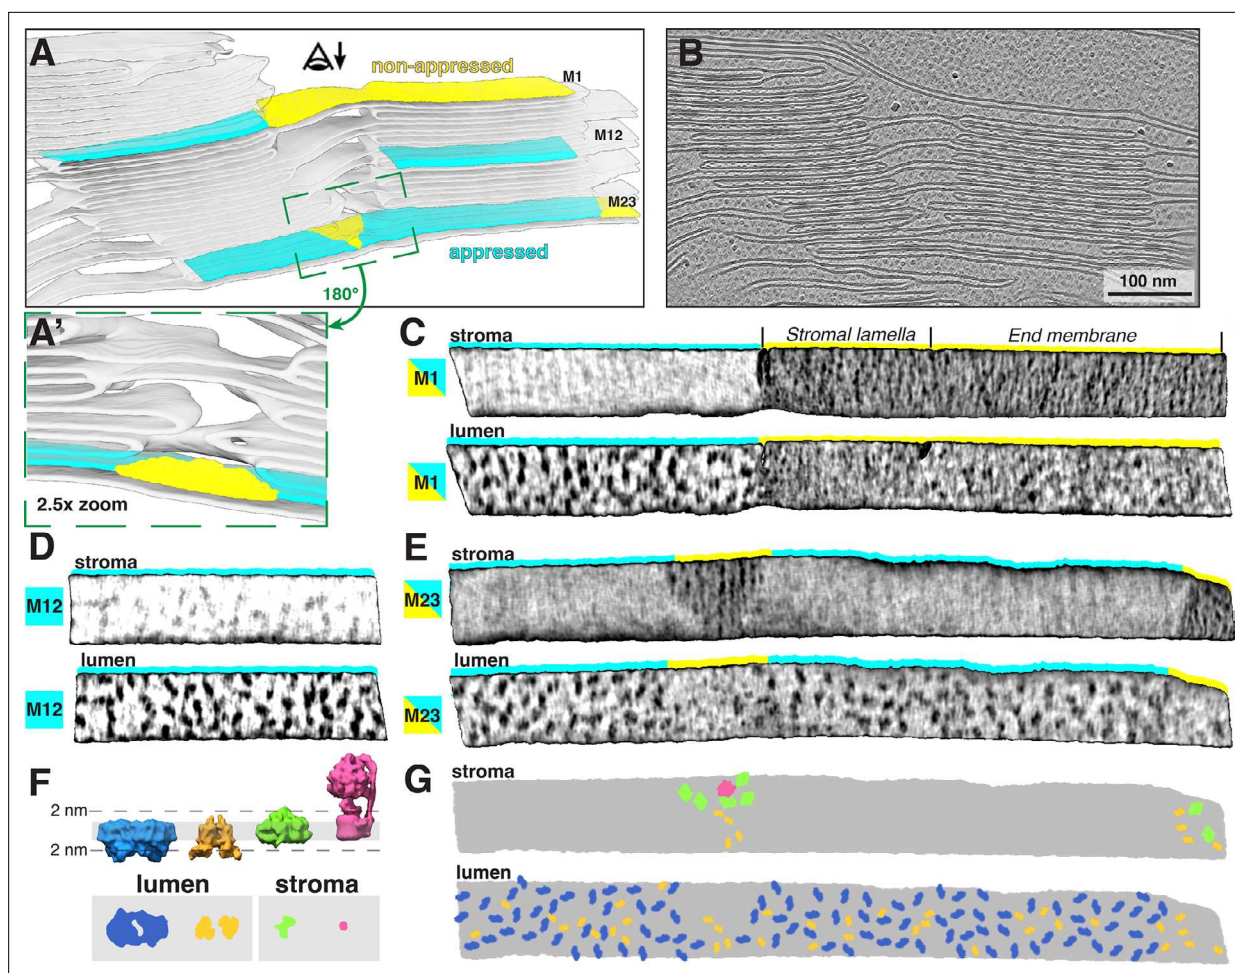 A
non-appressed
M1
M12
M23
appressed
180°
B
100 nm
A'
2.5x zoom
C
stroma
Stromal lamella
End membrane
M1
lumen
M1
D
stroma
M12
lumen
M12
E
stroma
M23
lumen
M23
F
2 nm
2 nm
lumen
stroma
G
stroma
lumen